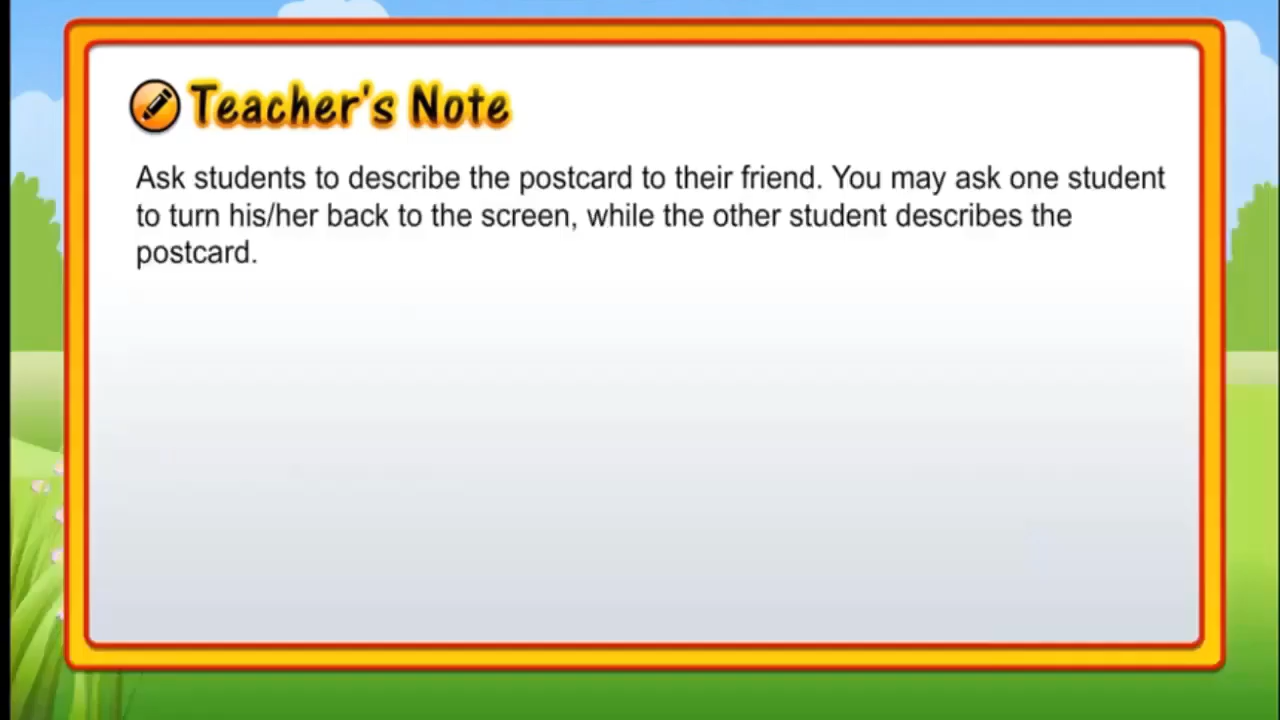 Teacher's Note
Ask students to describe the postcard to their friend. You may ask one student
to turn his/her back to the screen, while the other student describes the
postcard.